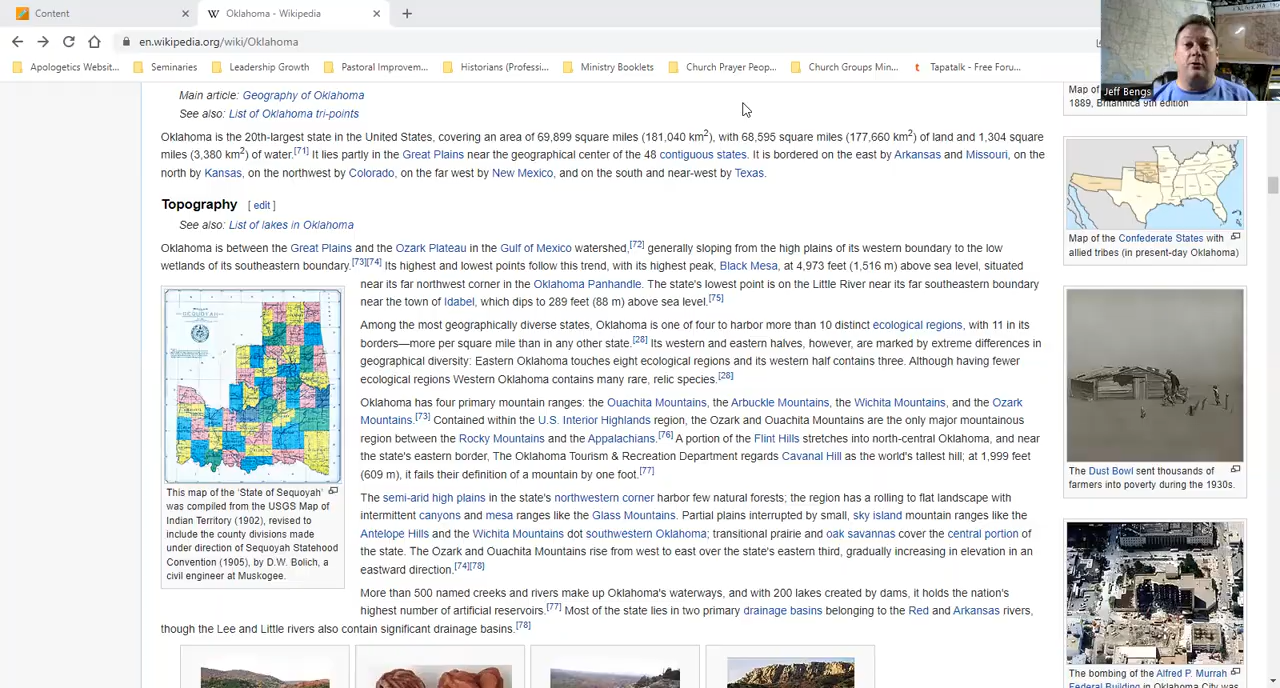 Content
Oklahoma - Wikipedia
en.wikipedia.org/wiki/Oklahoma
Apologetics Websit...
Seminaries
Leadership Growth
Pastoral Improvem...
Historic (Professi...
Ministry Booklets
Church Prayer Peop...
Church Groups Min...
Tapatalk - Free Foru...
Jeff Bengs
Main article: Geography of Oklahoma
See also: List of Oklahoma tri-points
Oklahoma is the 20th-largest state in the United States, covering an area of 69,899 square miles (181,040 km2), with 68,595 square miles (177,660 km2) of land and 1,304 square
miles (3,380 km2) of water.[71] It lies partly in the Great Plains near the geographical center of the 48 contiguous states. It is bordered on the east by Arkansas and Missouri, on the
north by Kansas, on the northwest by Colorado, on the far west by New Mexico, and on the south and near-west by Texas.
Topography [ edit ]
See also: List of lakes in Oklahoma
Oklahoma is between the Great Plains and the Ozark Plateau in the Gulf of Mexico watershed,[72] generally sloping from the high plains of its western boundary to the low
wetlands of its southeastern boundary.[73][74] Its highest and lowest points follow this trend, with its highest peak, Black Mesa, at 4,973 feet (1,516 m) above sea level, situated
near its far northwest corner in the Oklahoma Panhandle. The state's lowest point is on the Little River near its far southeastern boundary
near the town of Idabel, which dips to 289 feet (88 m) above sea level.[75]
Among the most geographically diverse states, Oklahoma is one of four to harbor more than 10 distinct ecological regions, with 11 in its
borders—more per square mile than in any other state.[28] Its western and eastern halves, however, are marked by extreme differences in
geographical diversity: Eastern Oklahoma touches eight ecological regions and its western half contains three. Although having fewer
ecological regions Western Oklahoma contains many rare, relic species.[28]
Oklahoma has four primary mountain ranges: the Ouachita Mountains, the Arbuckle Mountains, the Wichita Mountains, and the Ozark
Mountains.[73] Contained within the U.S. Interior Highlands region, the Ozark and Ouachita Mountains are the only major mountainous
region between the Rocky Mountains and the Appalachians.[76] A portion of the Flint Hills stretches into north-central Oklahoma, and near
the state's eastern border, The Oklahoma Tourism & Recreation Department regards Cavanal Hill as the world's tallest hill; at 1,999 feet
(609 m), it fails their definition of a mountain by one foot.[77]
The semi-arid high plains in the state's northwestern corner harbor few natural forests; the region has a rolling to flat landscape with
intermittent canyons and mesa ranges like the Glass Mountains. Partial plains interrupted by small, sky island mountain ranges like the
Antelope Hills and the Wichita Mountains dot southwestern Oklahoma; transitional prairie and oak savannas cover the central portion of
the state. The Ozark and Ouachita Mountains rise from west to east over the state's eastern third, gradually increasing in elevation in an
eastward direction.[74][78]
More than 500 named creeks and rivers make up Oklahoma's waterways, and with 200 lakes created by dams, it holds the nation's
highest number of artificial reservoirs.[77] Most of the state lies in two primary drainage basins belonging to the Red and Arkansas rivers,
though the Lee and Little rivers also contain significant drainage basins.[78]
SEQUOYAH
This map of the 'State of Sequoyah'
was compiled from the USGS Map of
Indian Territory (1902), revised to
include the county divisions made
under direction of Sequoyah Statehood
Convention (1905), by D.W. Bolich, a
civil engineer at Muskogee.
Map of
1889, Britannica 9th edition
Map of the Confederate States with
allied tribes (in present-day Oklahoma)
The Dust Bowl sent thousands of
farmers into poverty during the 1930s.
The bombing of the Alfred P. Murrah
Federal Building in Oklahoma City was